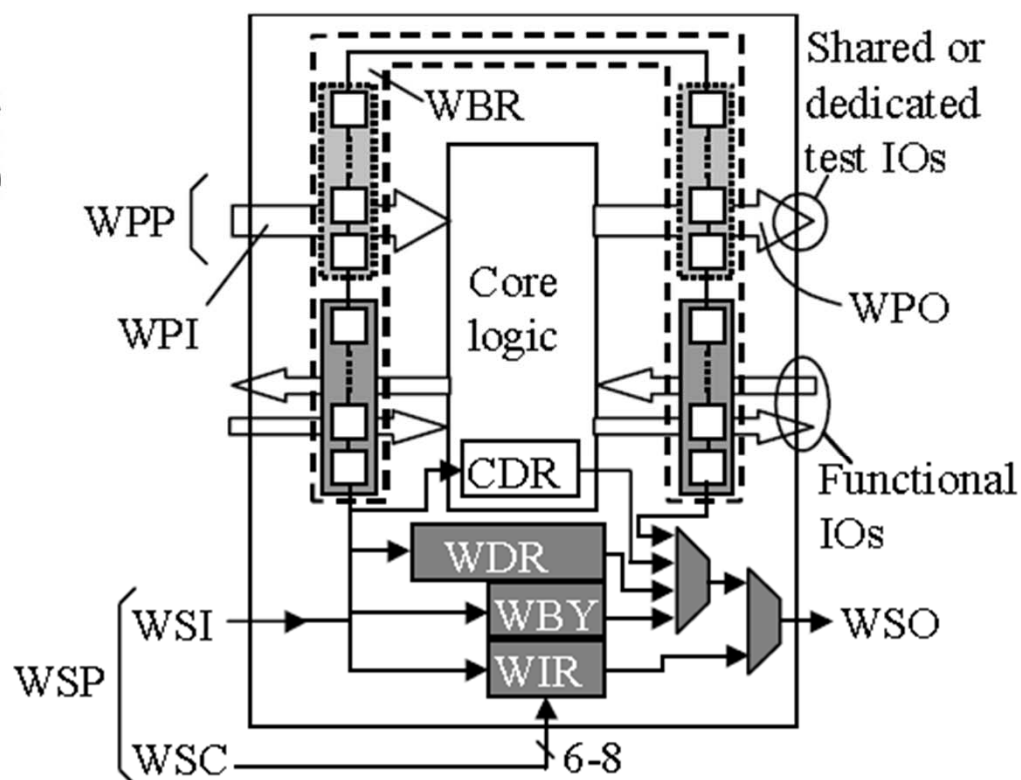 Shared or
dedicated
test IOs
WBR
WPP
WPI
Core
logic
WPO
CDR
Functional
IOs
WDR
WSI
WBY
WSO
WSP
WIR
WSC
6-8